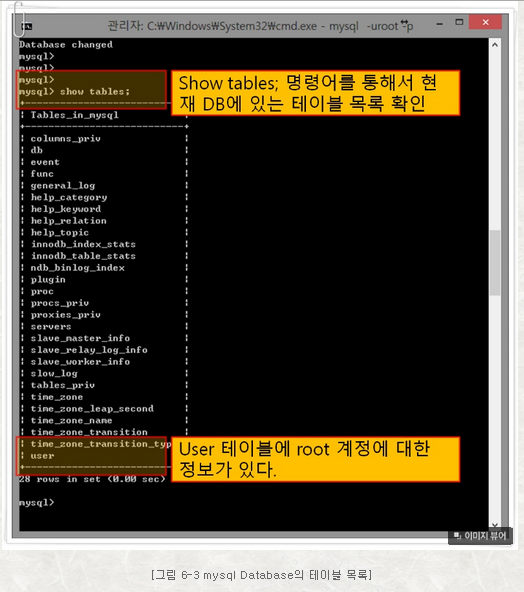 관리자: C:₩Windows₩System32₩cmd.exe - mysql -uroot -p
Database changed
mysql>
mysql>
mysql>
mysql> show tables;
Show tables; 명령어를 통해서 현
재 DB에 있는 테이블 목록 확인
Tables_in_mysql
columns_priv
db
event
func
general_log
help_category
help_keyword
help_relation
help_topic
innodb_index_stats
innodb_table_stats
ndb_binlog_index
plugin
proc
procs_priv
proxies_priv
servers
slave_master_info
slave_relay_log_info
slave_worker_info
slow_log
tables_priv
time_zone
time_zone_leap_second
time_zone_name
time_zone_transition
time_zone_transition_typ
user
User 테이블에 root 계정에 대한
정보가 있다.
28 rows in set (0.00 sec)
mysql>
이미지 뷰어
[그림 6-3 mysql Database의 테이블 목록]